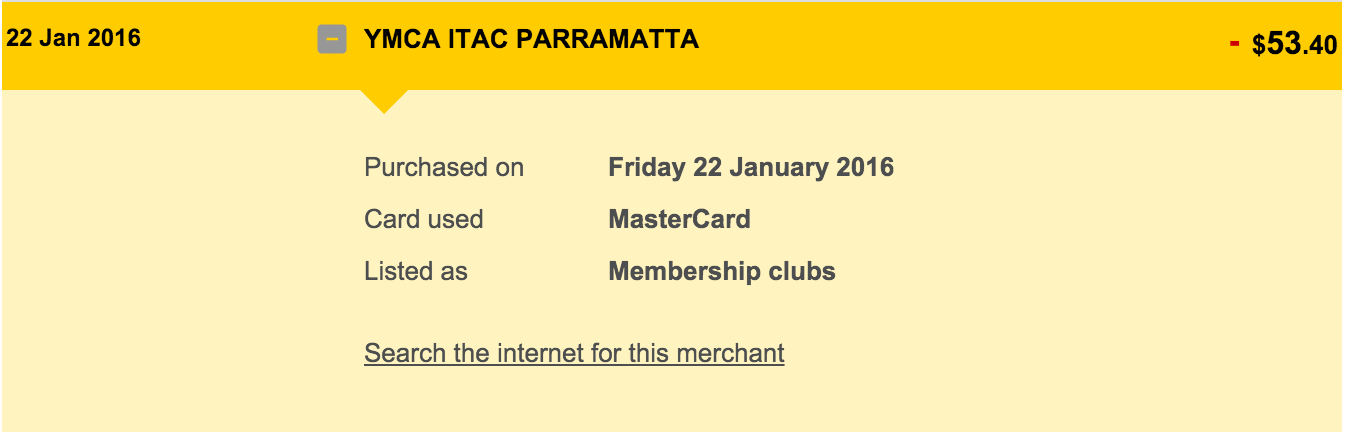 22 Jan 2016 YMCA ITAC PARRAMATTA - $53.40
Purchased on Friday 22 January 2016
Card used MasterCard
Listed as Membership clubs
Search the internet for this merchant